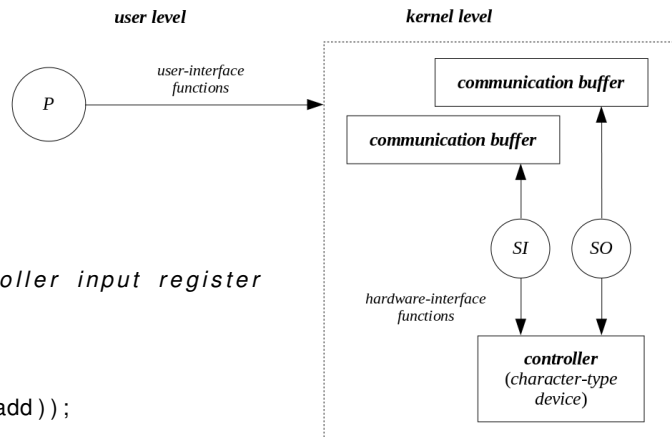 user level
kernel level
user-interface
functions
P
communication buffer
communication buffer
SI
SO
oller input register
hardware-interface
functions
controller
(character-type
device)
add));